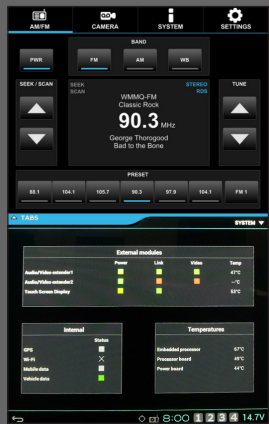 AM/FM CAMERA SYSTEM SETTINGS
BAND
PWR FM AM WB
SEEK / SCAN TUNE
SEEK STEREO
SCAN RDS
WMMQ-FM
Classic Rock
90.3 MHz
George Thorogood
Bad to the Bone
PRESET
88.1 104.1 105.7 90.3 97.9 104.1 FM 1
TABS
SYSTEM
External modules
Power Link Video Temp
Audio/Video extender1 47°C
Audio/Video extender2 --°C
Touch Screen Display 53°C
Internal
Status
GPS
Wi-Fi
Mobile data
Vehicle data
Temperatures
Embedded processor 67°C
Processor board 49°C
Power board 44°C
8:00 1 2 3 4 14.7V